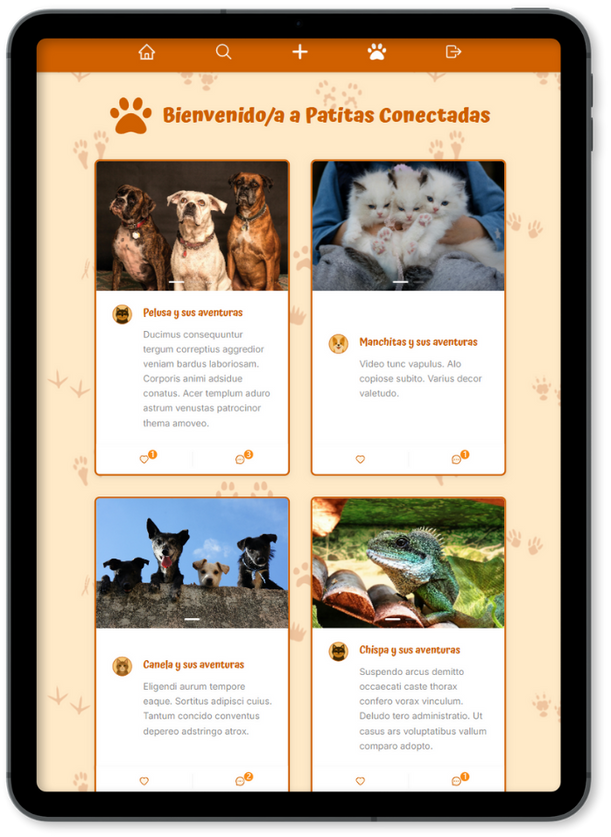 Bienvenido/a a Patitas Conectadas
Pelusa y sus aventuras
Ducimus consequuntur
tergum correptius aggredior
veniam bardus laboriosam.
Corporis animi adsidue
conatus. Acer templum aduro
astrum venustas patrocinor
thema amoveo.
1
3
Manchitas y sus aventuras
Video tunc vapulus. Alo
copiose subito. Varius decor
valetudo.
1
Canela y sus aventuras
Eligendi aurum tempore
eaque. Sortitus adipisci cuius.
Tantum concido conventus
depereo adstringo atrox.
2
Chispa y sus aventuras
Suspendo arcus demitto
occaecati caste thorax
confero vorax vinculum.
Deludo tero administratio. Ut
casus ars voluptatibus vallum
comparo adopto.
1